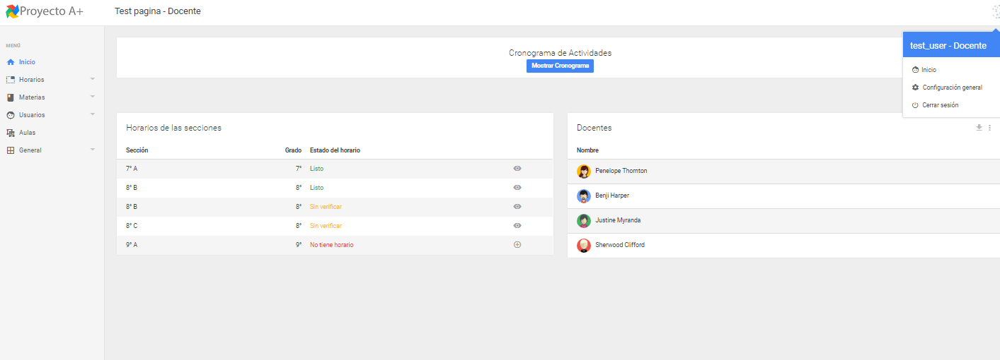 Proyecto A+
Test pagina - Docente
MENÚ
Inicio
Horarios
Materias
Usuarios
Aulas
General
Cronograma de Actividades
Mostrar Cronograma
test_user - Docente
Inicio
Configuración general
Cerrar sesión
Horarios de las secciones
Sección Grado Estado del horario
7° A 7° Listo
8° B 8° Listo
8° B 8° Sin verificar
8° C 8° Sin verificar
9° A 9° No tiene horario
Docentes
Nombre
Penelope Thornton
Benji Harper
Justine Myranda
Sherwood Clifford